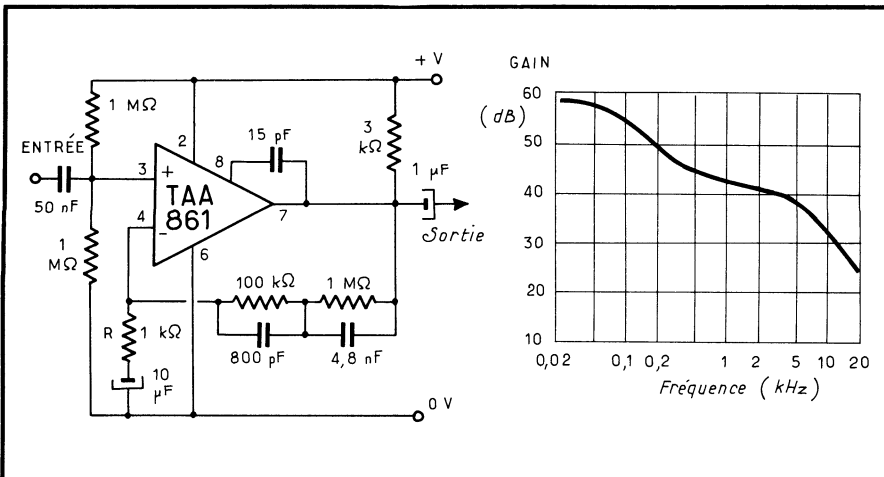 + V
1 MΩ
2
15 pF
8
3
kΩ
ENTRÉE
3
+
TAA
861
1 µF
50 nF
4
-
7
Sortie
1
MΩ
6
100 kΩ
1 MΩ
R
1 kΩ
800 pF
4,8 nF
10
µF
0 V
GAIN
(dB)
60
50
40
30
20
10
0,02
0,1
0,2
1
2
5
10
20
Fréquence (kHz)